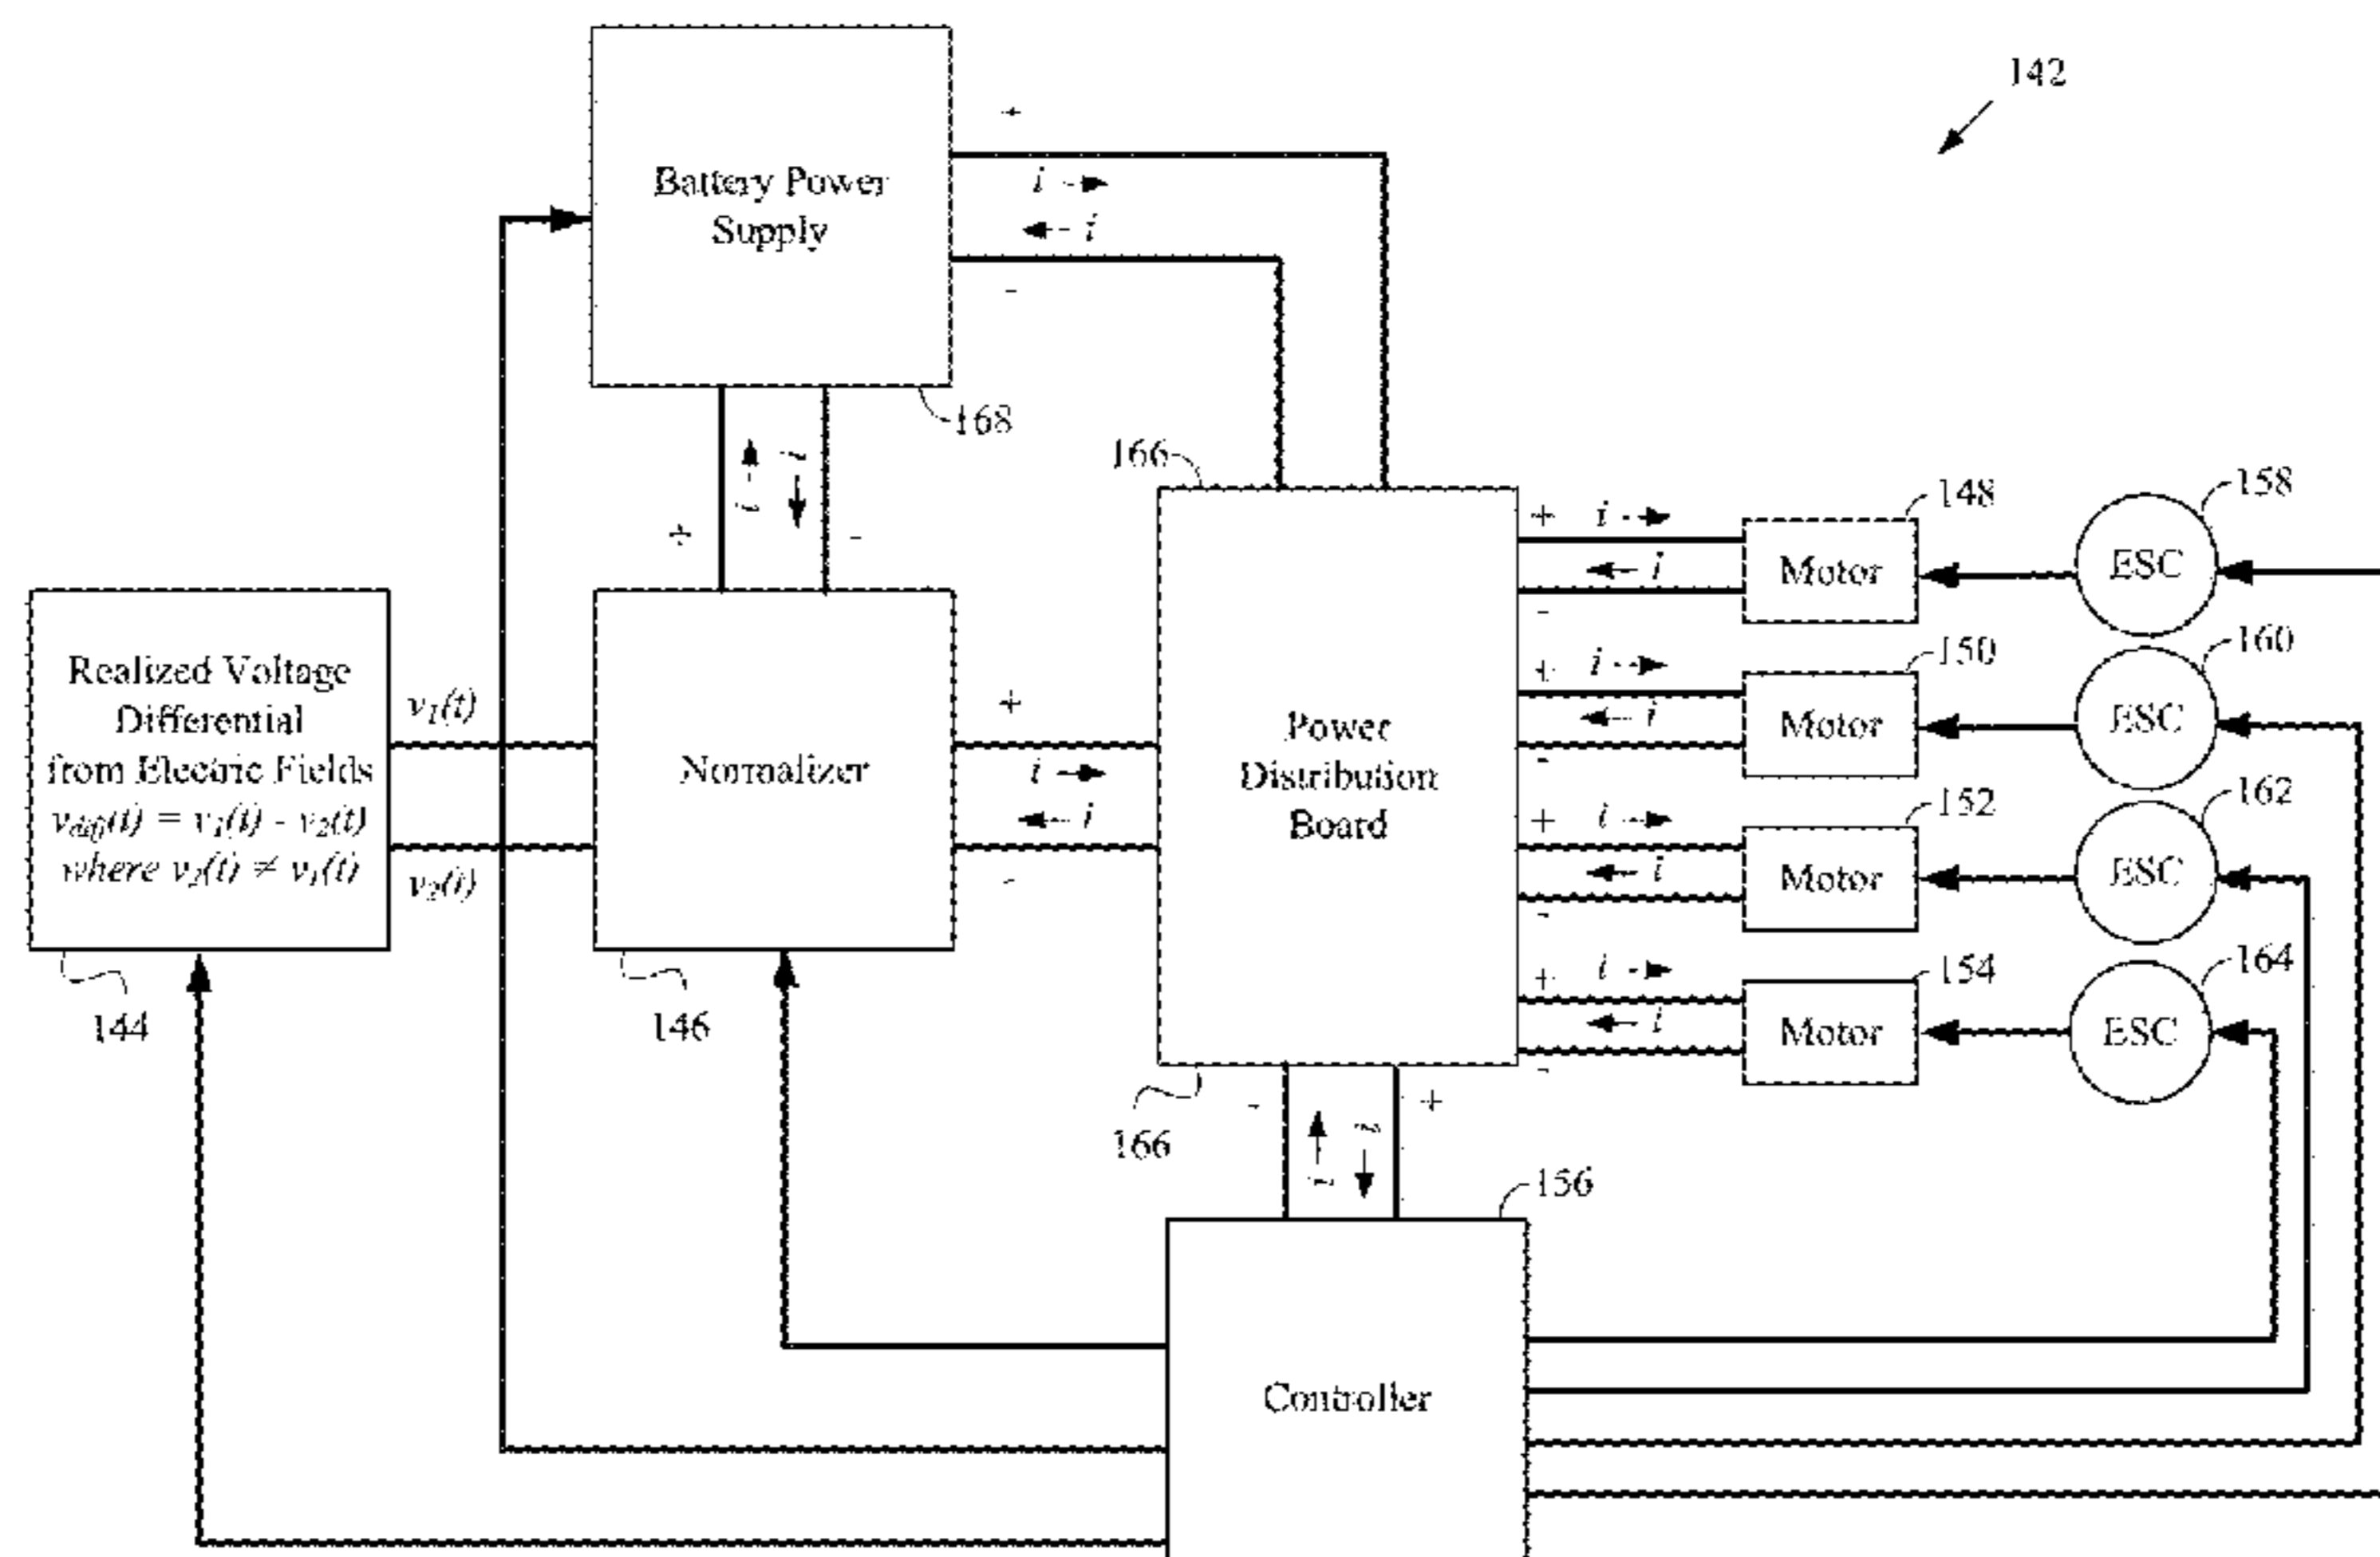 142
+
Battery Power
Supply
i
i
-
168
166
i
i
+
-
148
158
+ i
Motor
ESC
i
-
160
150
+ i
Motor
ESC
i
-
162
152
+ i
Motor
ESC
i
-
164
154
+ i
Motor
ESC
i
-
Realized Voltage
Differential
from Electric Fields
v_diff(t) = v₁(t) - v₂(t)
where v₂(t) ≠ v₁(t)
v₁(t)
v₂(t)
Normalizer
+
i
i
-
Power
Distribution
Board
144
146
166
-
+
i
i
156
Controller